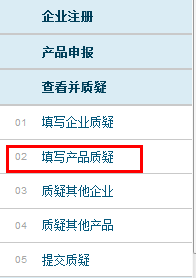 企业注册
产品申报
查看并质疑
01 填写企业质疑
02 填写产品质疑
03 质疑其他企业
04 质疑其他产品
05 提交质疑